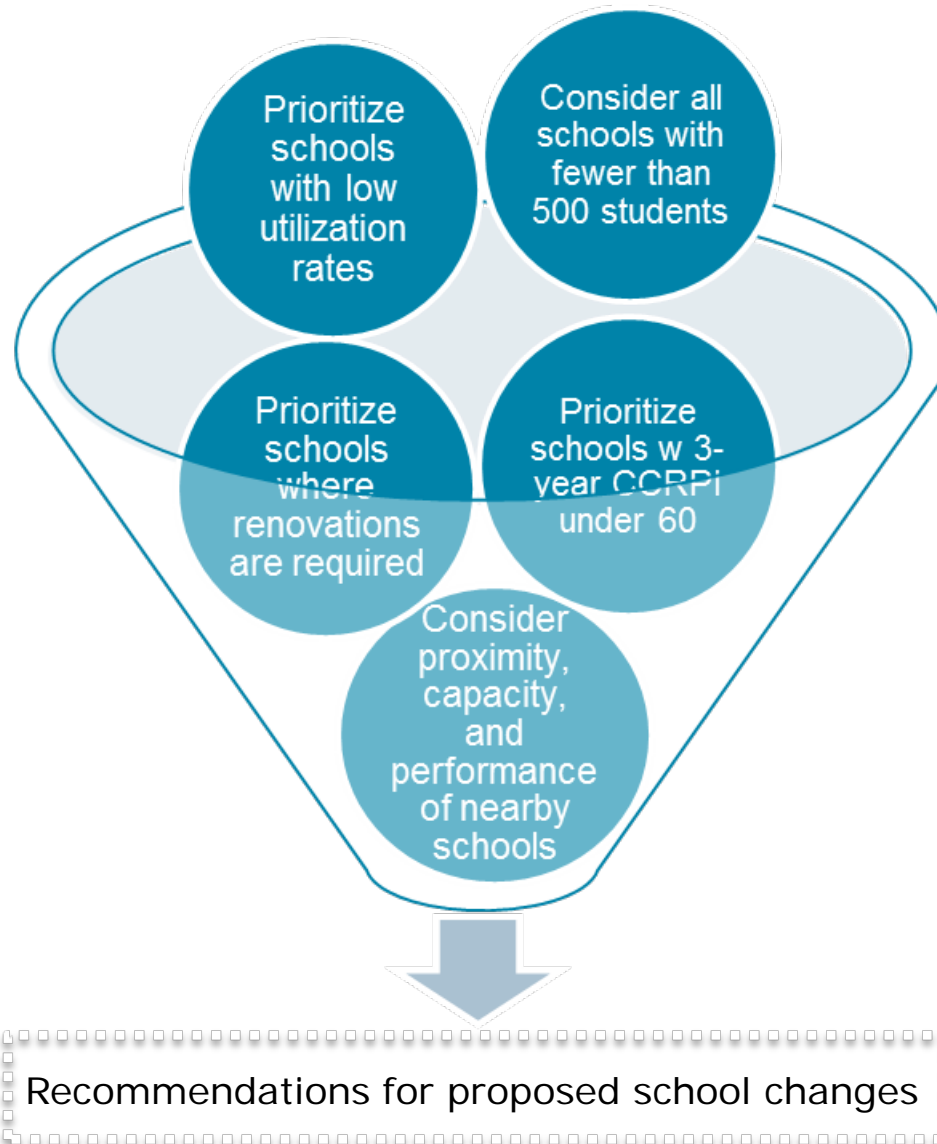 Prioritize
schools
with low
utilization
rates
Consider all
schools with
fewer than
500 students
Prioritize
schools
where
renovations
are required
Prioritize
schools w 3-
year CCRPI
under 60
Consider
proximity,
capacity,
and
performance
of nearby
schools
Recommendations for proposed school changes